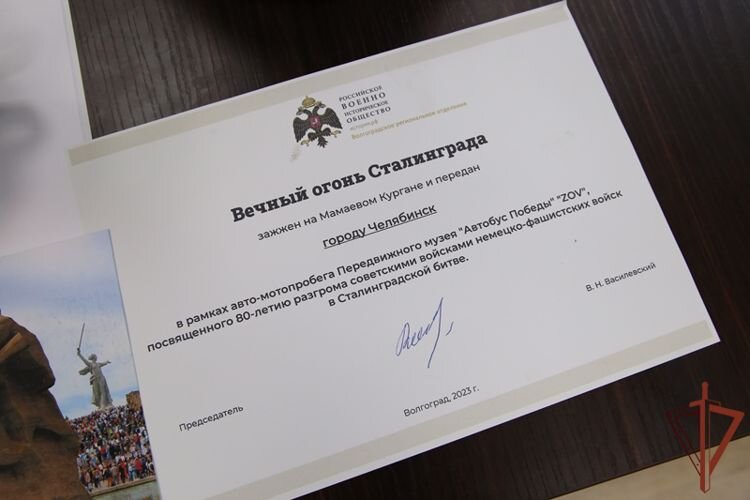 РОССИЙСКОЕ
ВОЕННО
ИСТОРИЧЕСКОЕ
ОБЩЕСТВО
история.рф
Волгоградское региональное отделение
Вечный огонь Сталинграда
зажжен на Мамаевом Кургане и передан
городу Челябинск
в рамках авто-мотопробега Передвижного музея "Автобус Победы" "ZOV",
посвященного 80-летию разгрома советскими войсками немецко-фашистских войск
в Сталинградской битве.
Председатель
В. Н. Василевский
Волгоград, 2023 г.